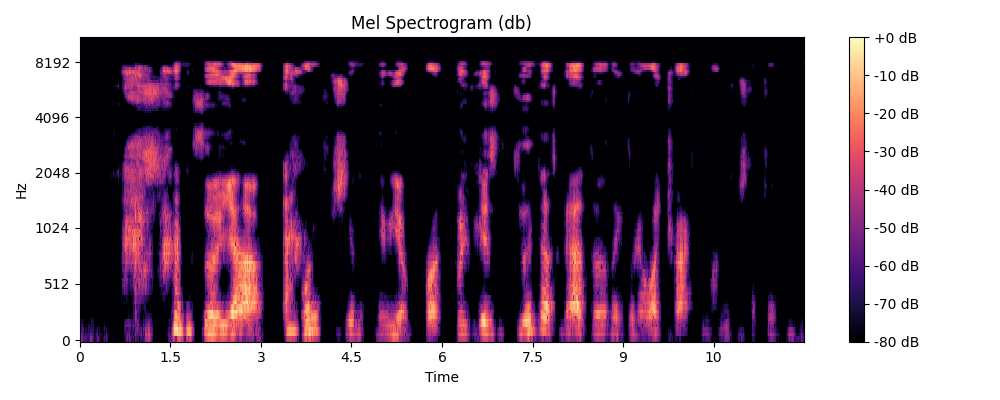 Mel Spectrogram (db)
8192
4096
2048
1024
512
0
Hz
0 1.5 3 4.5 6 7.5 9 10
Time
+0 dB
-10 dB
-20 dB
-30 dB
-40 dB
-50 dB
-60 dB
-70 dB
-80 dB